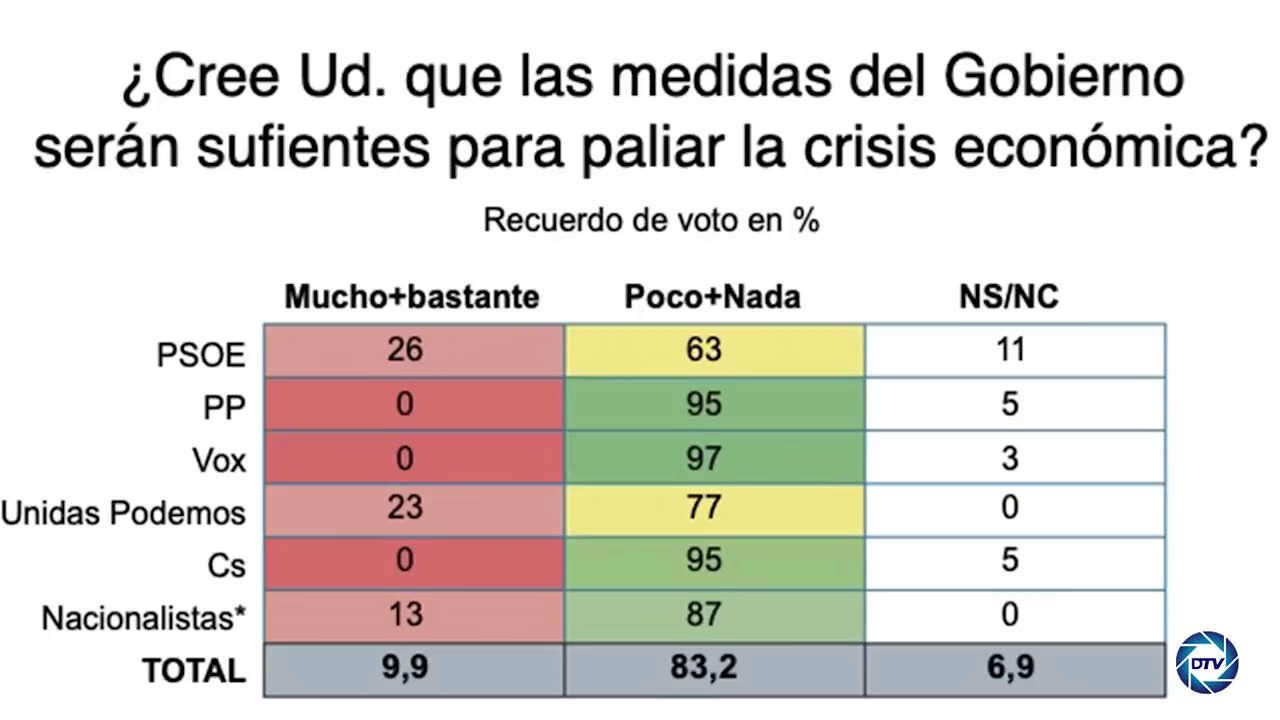 ¿Cree Ud. que las medidas del Gobierno
serán sufientes para paliar la crisis económica?
Recuerdo de voto en %
Mucho+bastante Poco+Nada NS/NC
PSOE 26 63 11
PP 0 95 5
Vox 0 97 3
Unidas Podemos 23 77 0
Cs 0 95 5
Nacionalistas* 13 87 0
TOTAL 9,9 83,2 6,9
DTV